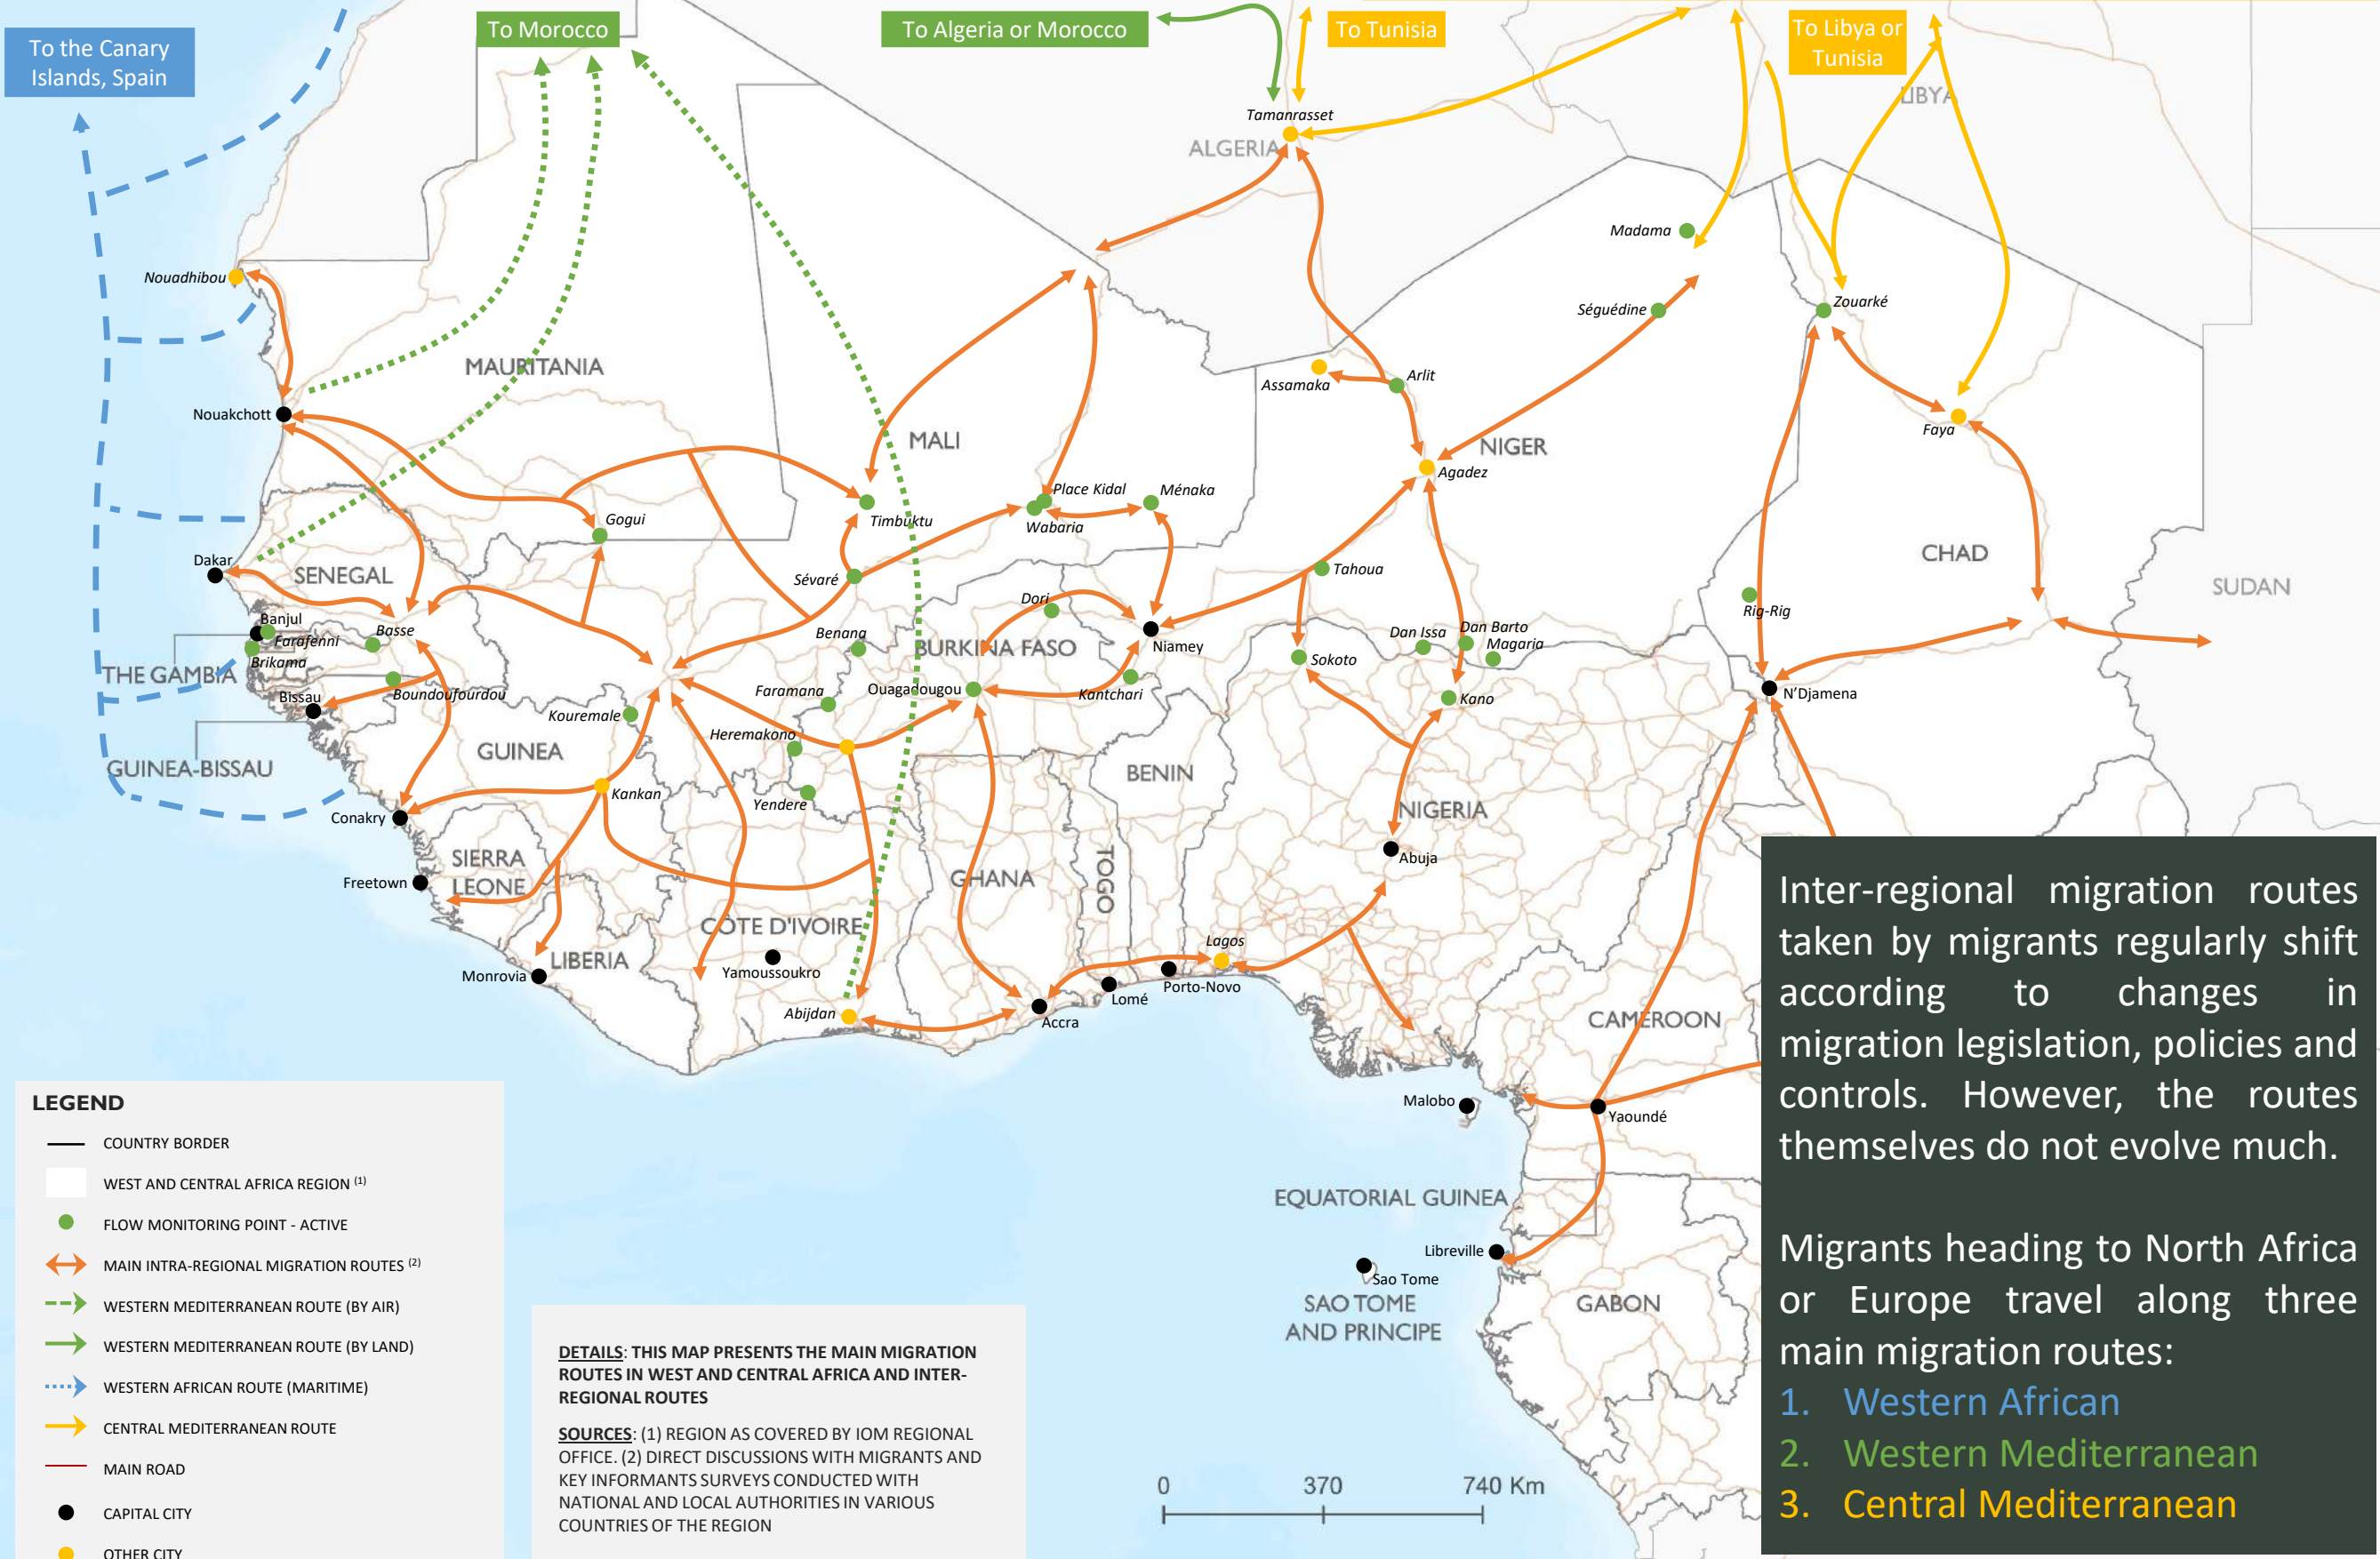 To the Canary
Islands, Spain
To Morocco
To Algeria or Morocco
To Tunisia
To Libya or
Tunisia
LIBYA
Tamanrasset
ALGERIA
Madama
Nouadhibou
Séguédine
Zouarké
MAURITANIA
Assamaka
Arlit
Nouakchott
MALI
NIGER
Faya
Agadez
Place Kidal
Ménaka
Gogui
Timbuktu
Wabaria
CHAD
Dakar
SENEGAL
Sévaré
Tahoua
SUDAN
Dori
Rig-Rig
Banjul
Farafenni
Basse
Benana
BURKINA FASO
Niamey
Dan Issa
Dan Barto
Magaria
Brikama
THE GAMBIA
Sokoto
Bissau
Boundoufourdou
Faramana
Ouagadougou
Kantchari
Kano
N'Djamena
Kouremale
Heremakono
GUINEA
GUINEA-BISSAU
BENIN
Kankan
Yendere
NIGERIA
Conakry
SIERRA
LEONE
Abuja
Freetown
GHANA
TOGO
CÔTE D'IVOIRE
Lagos
LIBERIA
Yamoussoukro
Monrovia
Porto-Novo
Lomé
Abijdan
Accra
CAMEROON
Malobo
Yaoundé
EQUATORIAL GUINEA
Libreville
Sao Tome
SAO TOME
AND PRINCIPE
GABON
LEGEND
COUNTRY BORDER
WEST AND CENTRAL AFRICA REGION (1)
FLOW MONITORING POINT - ACTIVE
MAIN INTRA-REGIONAL MIGRATION ROUTES (2)
WESTERN MEDITERRANEAN ROUTE (BY AIR)
WESTERN MEDITERRANEAN ROUTE (BY LAND)
WESTERN AFRICAN ROUTE (MARITIME)
CENTRAL MEDITERRANEAN ROUTE
MAIN ROAD
CAPITAL CITY
OTHER CITY
DETAILS: THIS MAP PRESENTS THE MAIN MIGRATION
ROUTES IN WEST AND CENTRAL AFRICA AND INTER-
REGIONAL ROUTES
SOURCES: (1) REGION AS COVERED BY IOM REGIONAL
OFFICE. (2) DIRECT DISCUSSIONS WITH MIGRANTS AND
KEY INFORMANTS SURVEYS CONDUCTED WITH
NATIONAL AND LOCAL AUTHORITIES IN VARIOUS
COUNTRIES OF THE REGION
0 370 740 Km
Inter-regional migration routes
taken by migrants regularly shift
according to changes in
migration legislation, policies and
controls. However, the routes
themselves do not evolve much.
Migrants heading to North Africa
or Europe travel along three
main migration routes:
1. Western African
2. Western Mediterranean
3. Central Mediterranean